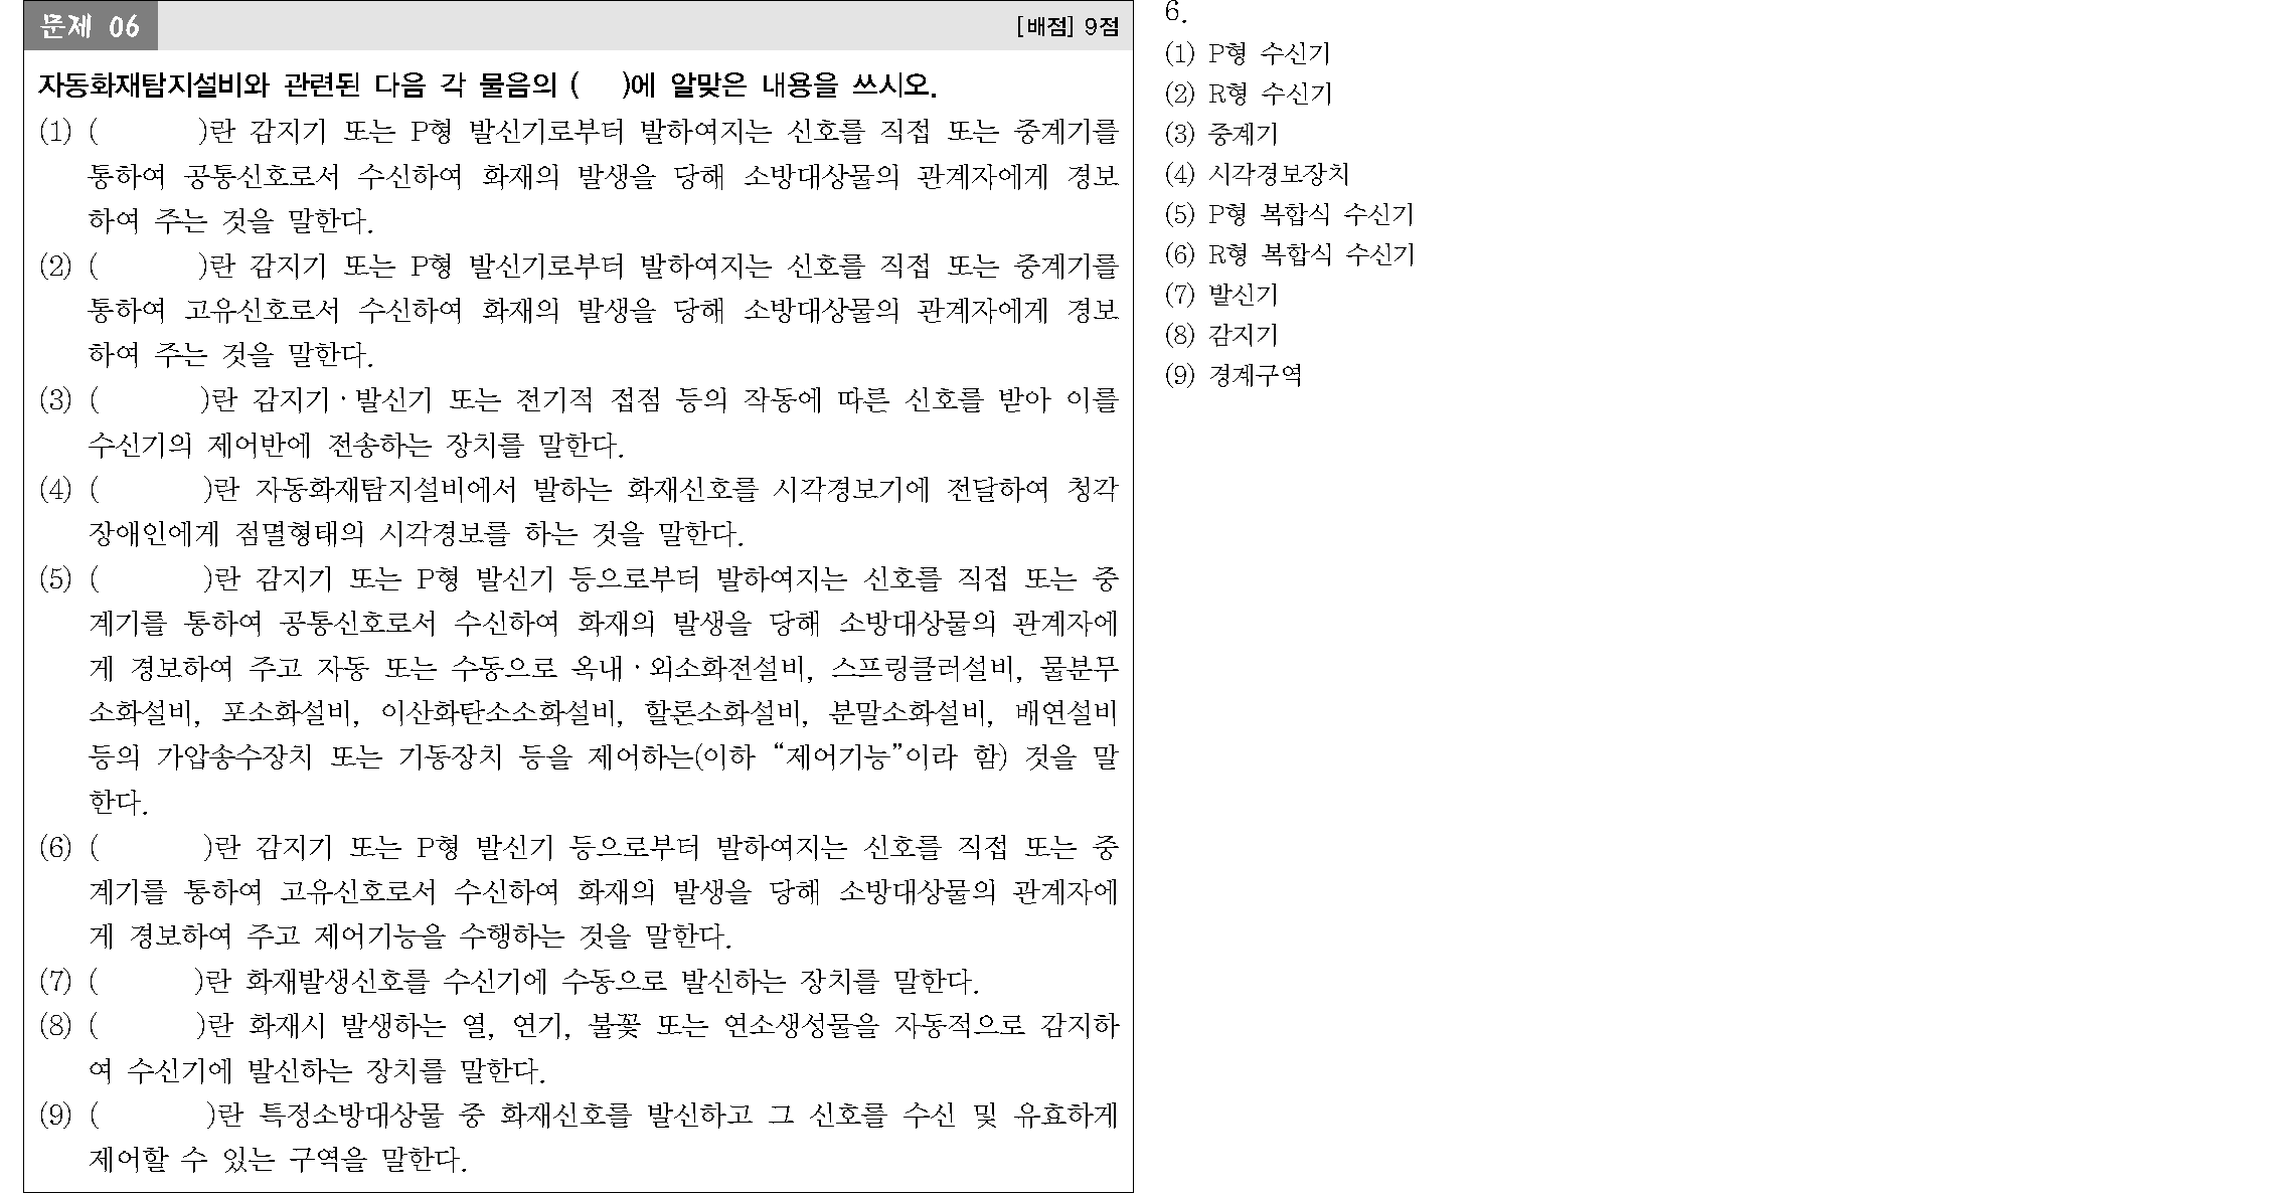 문제 06
[배점] 9점
자동화재탐지설비와 관련된 다음 각 물음의 (    )에 알맞은 내용을 쓰시오.
(1) (        )란 감지기 또는 P형 발신기로부터 발하여지는 신호를 직접 또는 중계기를
통하여 공통신호로서 수신하여 화재의 발생을 당해 소방대상물의 관계자에게 경보
하여 주는 것을 말한다.
(2) (        )란 감지기 또는 P형 발신기로부터 발하여지는 신호를 직접 또는 중계기를
통하여 고유신호로서 수신하여 화재의 발생을 당해 소방대상물의 관계자에게 경보
하여 주는 것을 말한다.
(3) (        )란 감지기·발신기 또는 전기적 접점 등의 작동에 따른 신호를 받아 이를
수신기의 제어반에 전송하는 장치를 말한다.
(4) (        )란 자동화재탐지설비에서 발하는 화재신호를 시각경보기에 전달하여 청각
장애인에게 점멸형태의 시각경보를 하는 것을 말한다.
(5) (        )란 감지기 또는 P형 발신기 등으로부터 발하여지는 신호를 직접 또는 중
계기를 통하여 공통신호로서 수신하여 화재의 발생을 당해 소방대상물의 관계자에
게 경보하여 주고 자동 또는 수동으로 옥내·외소화전설비, 스프링클러설비, 물분무
소화설비, 포소화설비, 이산화탄소소화설비, 할론소화설비, 분말소화설비, 배연설비
등의 가압송수장치 또는 기동장치 등을 제어하는(이하 “제어기능”이라 함) 것을 말
한다.
(6) (        )란 감지기 또는 P형 발신기 등으로부터 발하여지는 신호를 직접 또는 중
계기를 통하여 고유신호로서 수신하여 화재의 발생을 당해 소방대상물의 관계자에
게 경보하여 주고 제어기능을 수행하는 것을 말한다.
(7) (        )란 화재발생신호를 수신기에 수동으로 발신하는 장치를 말한다.
(8) (        )란 화재시 발생하는 열, 연기, 불꽃 또는 연소생성물을 자동적으로 감지하
여 수신기에 발신하는 장치를 말한다.
(9) (        )란 특정소방대상물 중 화재신호를 발신하고 그 신호를 수신 및 유효하게
제어할 수 있는 구역을 말한다.
6.
(1) P형 수신기
(2) R형 수신기
(3) 중계기
(4) 시각경보장치
(5) P형 복합식 수신기
(6) R형 복합식 수신기
(7) 발신기
(8) 감지기
(9) 경계구역